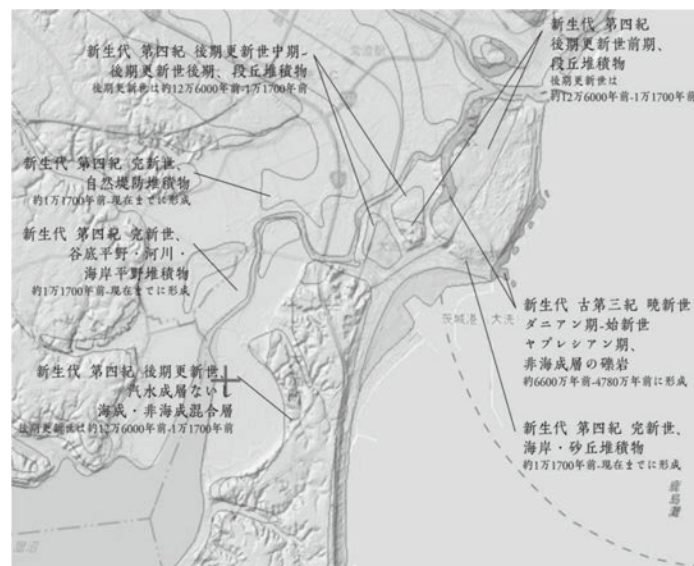 新生代 第四紀 後期更新世中期-
後期更新世後期、段丘堆積物
後期更新世は約12万6000年前-1万1700年前
新生代 第四紀
後期更新世前期、
段丘堆積物
後期更新世は
約12万6000年前-1万1700年前
新生代 第四紀 完新世、
自然堤防堆積物
約1万1700年前-現在までに形成
新生代 第四紀 完新世、
谷底平野・河川・
海岸平野堆積物
約1万1700年前-現在までに形成
新生代 古第三紀 暁新世
ダニアン期-始新世
ヤプレシアン期、
非海成層の礫岩
約6600万年前-4780万年前に形成
茨城港 大洗
新生代 第四紀 後期更新世、
汽水成層ないし
海成・非海成混合層
後期更新世は約12万6000年前-1万1700年前
新生代 第四紀 完新世、
海岸・砂丘堆積物
約1万1700年前-現在までに形成
鹿島灘
涸沼